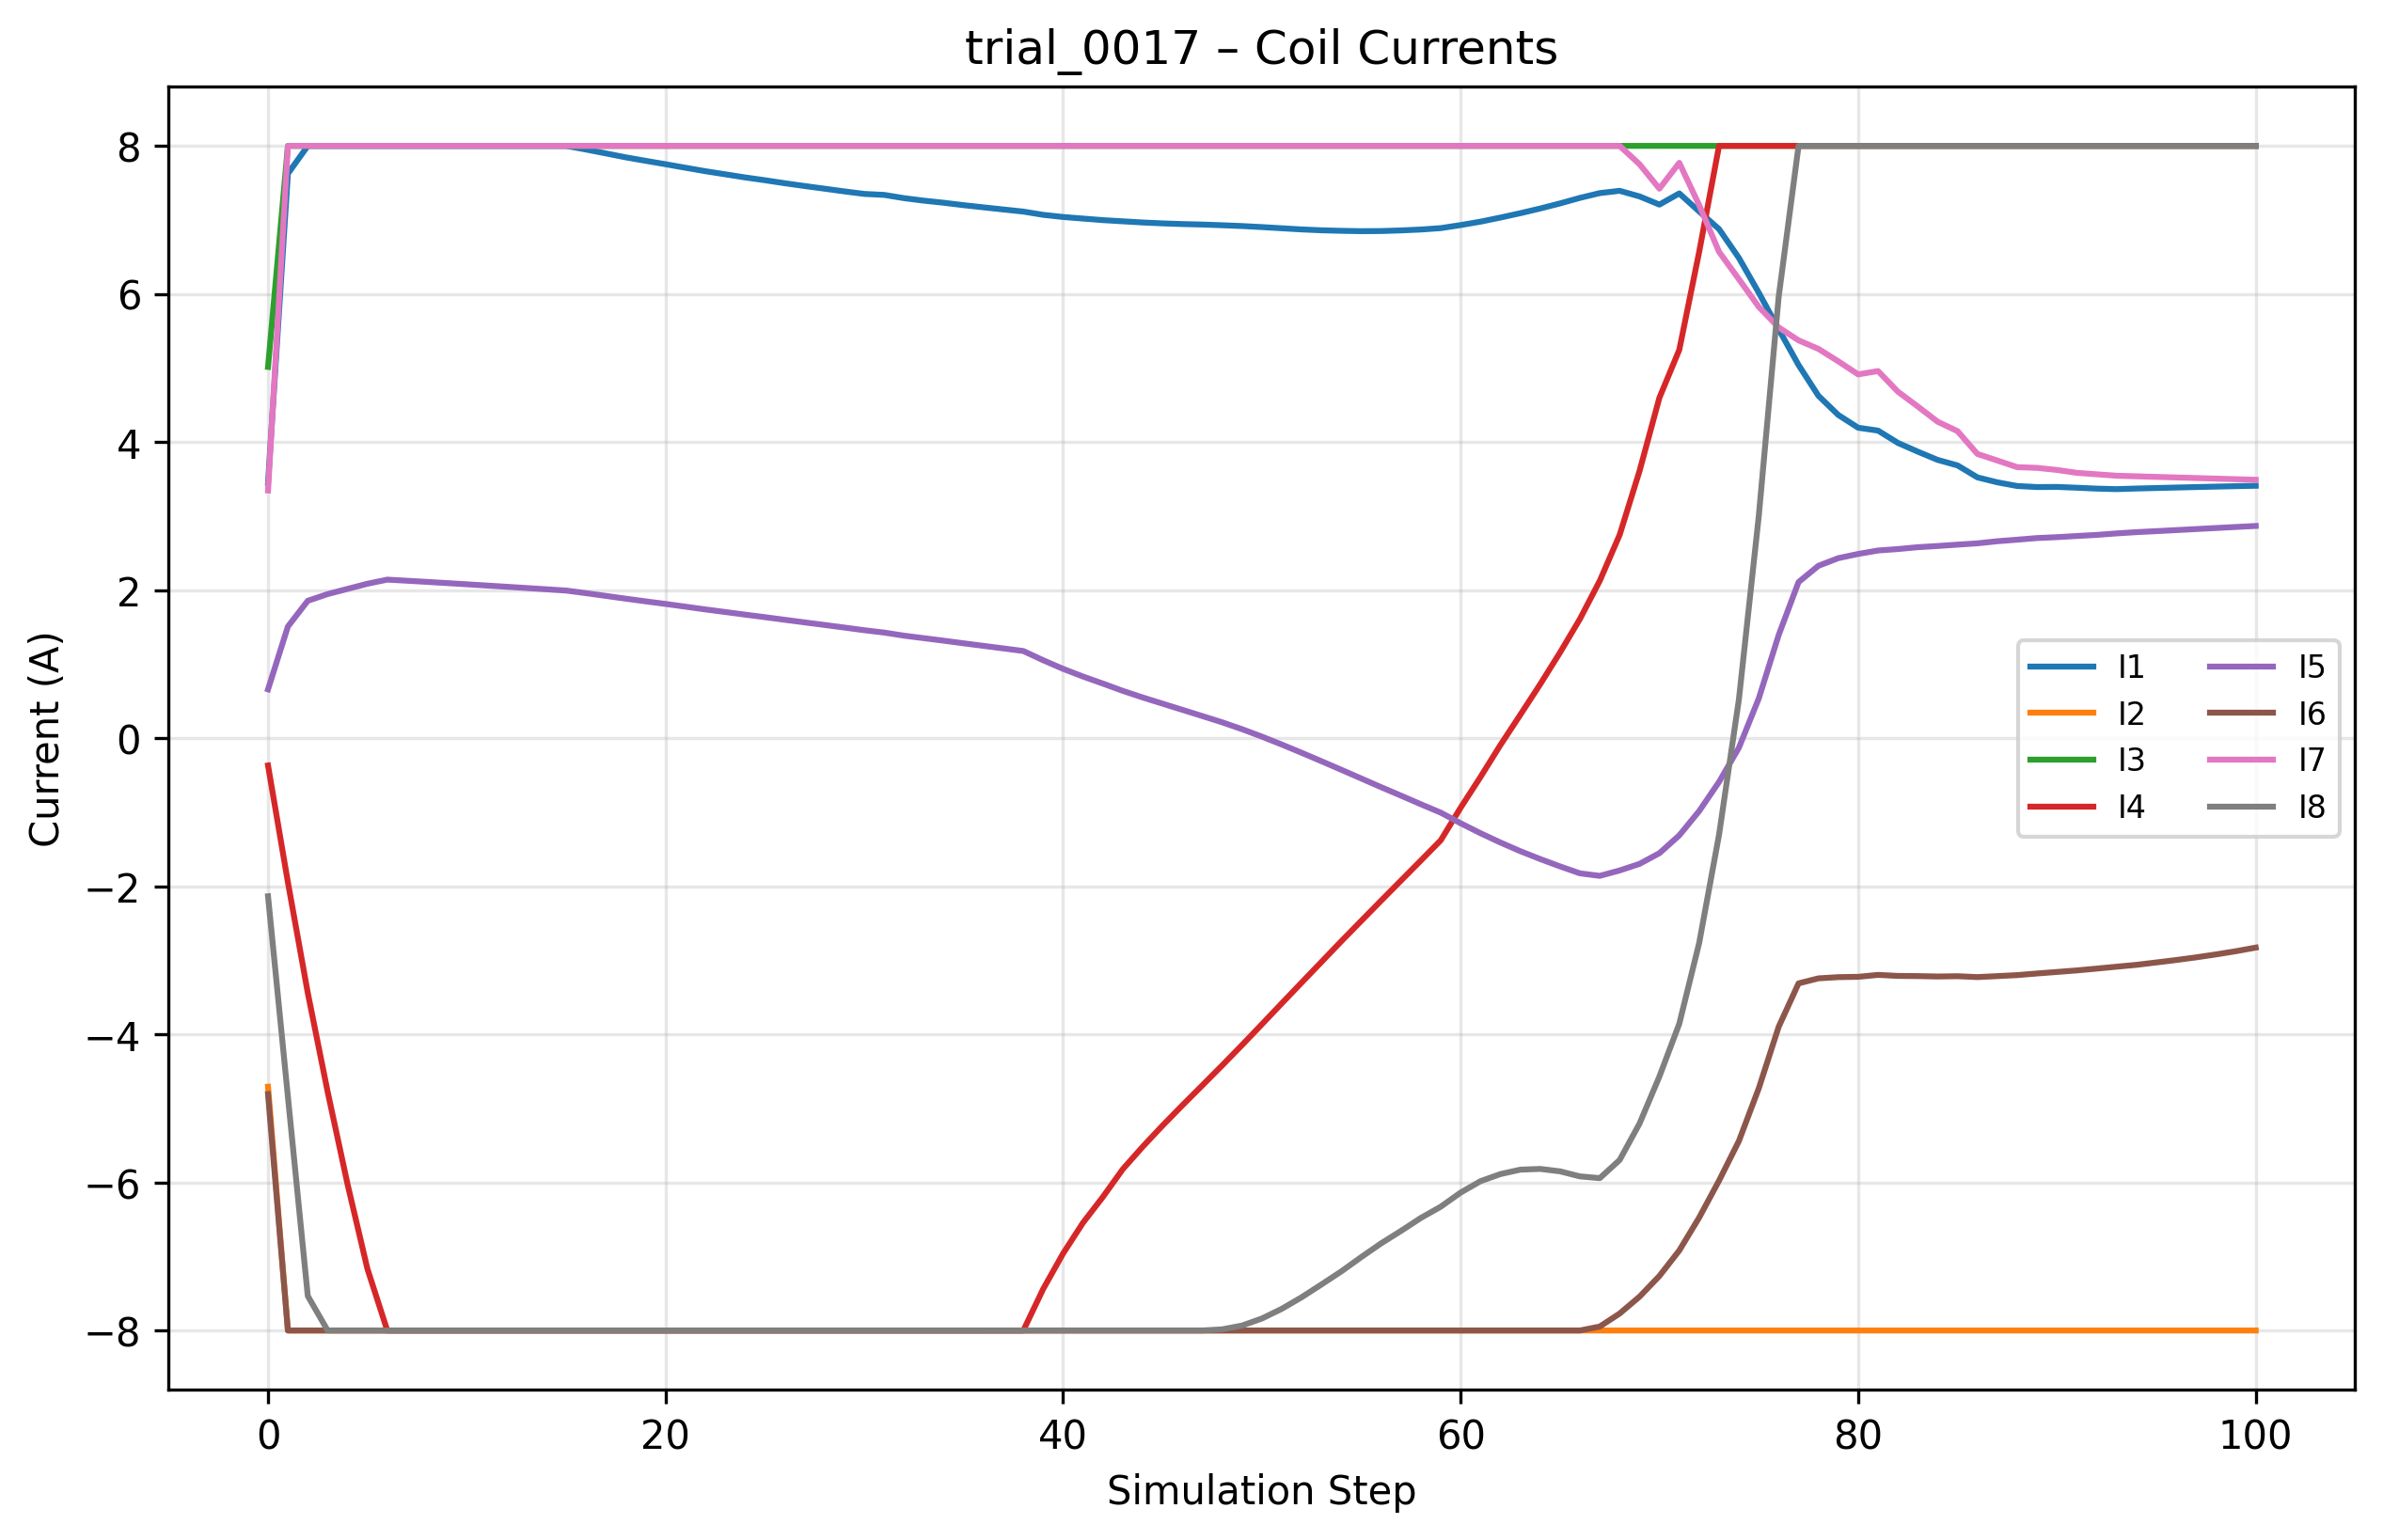 trial_0017 – Coil Currents
Current (A)
8
6
4
2
0
−2
−4
−6
−8
I1 I5
I2 I6
I3 I7
I4 I8
0 20 40 60 80 100
Simulation Step